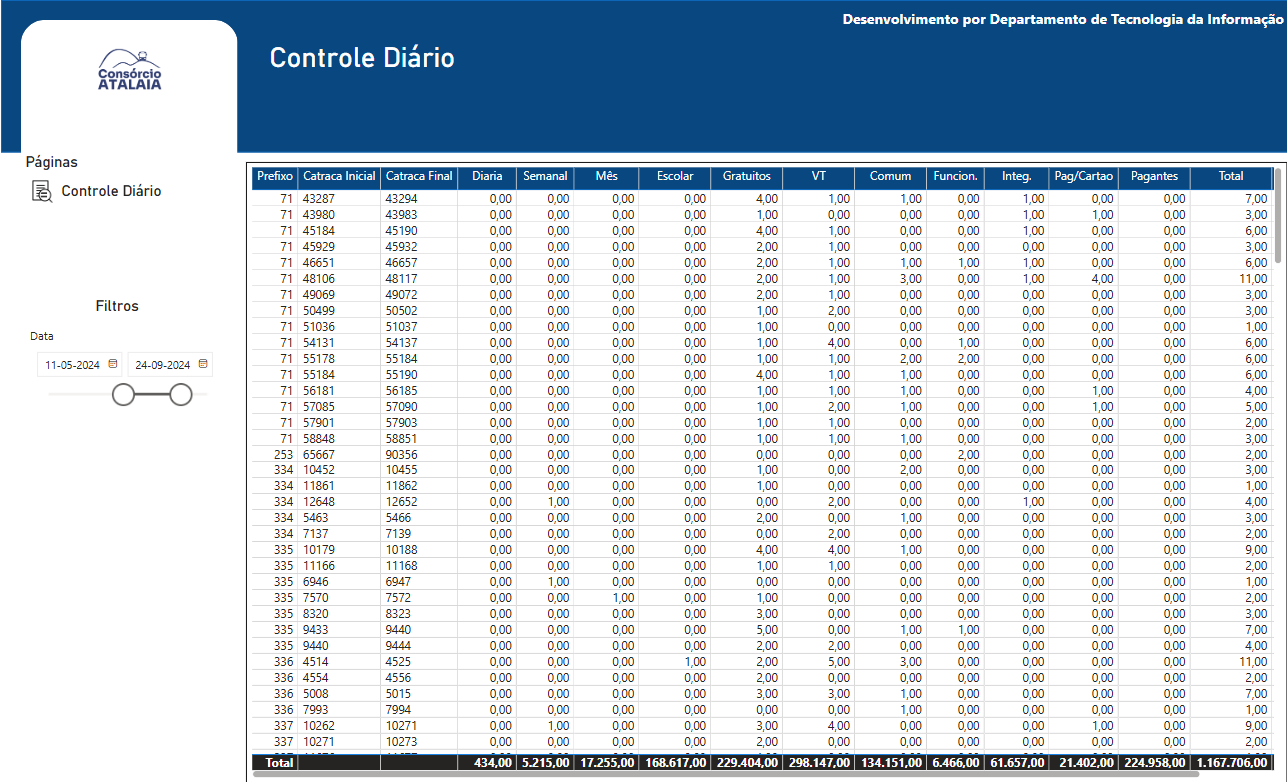 Desenvolvimento por Departamento de Tecnologia da Informação
Controle Diário
Consórcio
ATALAIA
Páginas
Controle Diário
Filtros
Data
11-05-2024 24-09-2024
Prefixo Catraca Inicial Catraca Final Diaria Semanal Mês Escolar Gratuitos VT Comum Funcion. Integ. Pag/Cartao Pagantes Total
71 43287 43294 0,00 0,00 0,00 0,00 4,00 1,00 1,00 0,00 1,00 0,00 0,00 7,00
71 43980 43983 0,00 0,00 0,00 0,00 1,00 0,00 0,00 0,00 1,00 1,00 0,00 3,00
71 45184 45190 0,00 0,00 0,00 0,00 4,00 1,00 0,00 0,00 1,00 0,00 0,00 6,00
71 45929 45932 0,00 0,00 0,00 0,00 2,00 1,00 0,00 0,00 0,00 0,00 0,00 3,00
71 46651 46657 0,00 0,00 0,00 0,00 2,00 1,00 1,00 1,00 1,00 0,00 0,00 6,00
71 48106 48117 0,00 0,00 0,00 0,00 2,00 1,00 3,00 0,00 1,00 4,00 0,00 11,00
71 49069 49072 0,00 0,00 0,00 0,00 2,00 1,00 0,00 0,00 0,00 0,00 0,00 3,00
71 50499 50502 0,00 0,00 0,00 0,00 1,00 2,00 0,00 0,00 0,00 0,00 0,00 3,00
71 51036 51037 0,00 0,00 0,00 0,00 1,00 0,00 0,00 0,00 0,00 0,00 0,00 1,00
71 54131 54137 0,00 0,00 0,00 0,00 1,00 4,00 0,00 1,00 0,00 0,00 0,00 6,00
71 55178 55184 0,00 0,00 0,00 0,00 1,00 1,00 2,00 2,00 0,00 0,00 0,00 6,00
71 55184 55190 0,00 0,00 0,00 0,00 4,00 1,00 1,00 0,00 0,00 0,00 0,00 6,00
71 56181 56185 0,00 0,00 0,00 0,00 1,00 1,00 1,00 0,00 0,00 1,00 0,00 4,00
71 57085 57090 0,00 0,00 0,00 0,00 1,00 2,00 1,00 0,00 0,00 1,00 0,00 5,00
71 57901 57903 0,00 0,00 0,00 0,00 1,00 1,00 0,00 0,00 0,00 0,00 0,00 2,00
71 58848 58851 0,00 0,00 0,00 0,00 1,00 1,00 1,00 0,00 0,00 0,00 0,00 3,00
253 65667 90356 0,00 0,00 0,00 0,00 0,00 0,00 0,00 2,00 0,00 0,00 0,00 2,00
334 10452 10455 0,00 0,00 0,00 0,00 1,00 0,00 2,00 0,00 0,00 0,00 0,00 3,00
334 11861 11862 0,00 0,00 0,00 0,00 1,00 0,00 0,00 0,00 0,00 0,00 0,00 1,00
334 12648 12652 0,00 1,00 0,00 0,00 0,00 2,00 0,00 0,00 1,00 0,00 0,00 4,00
334 5463 5466 0,00 0,00 0,00 0,00 2,00 0,00 1,00 0,00 0,00 0,00 0,00 3,00
334 7137 7139 0,00 0,00 0,00 0,00 0,00 2,00 0,00 0,00 0,00 0,00 0,00 2,00
335 10179 10188 0,00 0,00 0,00 0,00 4,00 4,00 1,00 0,00 0,00 0,00 0,00 9,00
335 11166 11168 0,00 0,00 0,00 0,00 1,00 1,00 0,00 0,00 0,00 0,00 0,00 2,00
335 6946 6947 0,00 1,00 0,00 0,00 0,00 0,00 0,00 0,00 0,00 0,00 0,00 1,00
335 7570 7572 0,00 0,00 1,00 0,00 1,00 0,00 0,00 0,00 0,00 0,00 0,00 2,00
335 8320 8323 0,00 0,00 0,00 0,00 3,00 0,00 0,00 0,00 0,00 0,00 0,00 3,00
335 9433 9440 0,00 0,00 0,00 0,00 5,00 0,00 1,00 1,00 0,00 0,00 0,00 7,00
335 9440 9444 0,00 0,00 0,00 0,00 2,00 2,00 0,00 0,00 0,00 0,00 0,00 4,00
336 4514 4525 0,00 0,00 0,00 1,00 2,00 5,00 3,00 0,00 0,00 0,00 0,00 11,00
336 4554 4556 0,00 0,00 0,00 0,00 2,00 0,00 0,00 0,00 0,00 0,00 0,00 2,00
336 5008 5015 0,00 0,00 0,00 0,00 3,00 3,00 1,00 0,00 0,00 0,00 0,00 7,00
336 7993 7994 0,00 0,00 0,00 0,00 0,00 0,00 1,00 0,00 0,00 0,00 0,00 1,00
337 10262 10271 0,00 1,00 0,00 0,00 3,00 4,00 0,00 0,00 0,00 1,00 0,00 9,00
337 10271 10273 0,00 0,00 0,00 0,00 2,00 0,00 0,00 0,00 0,00 0,00 0,00 2,00
Total 434,00 5.215,00 17.255,00 168.617,00 229.404,00 298.147,00 134.151,00 6.466,00 61.657,00 21.402,00 224.958,00 1.167.706,00